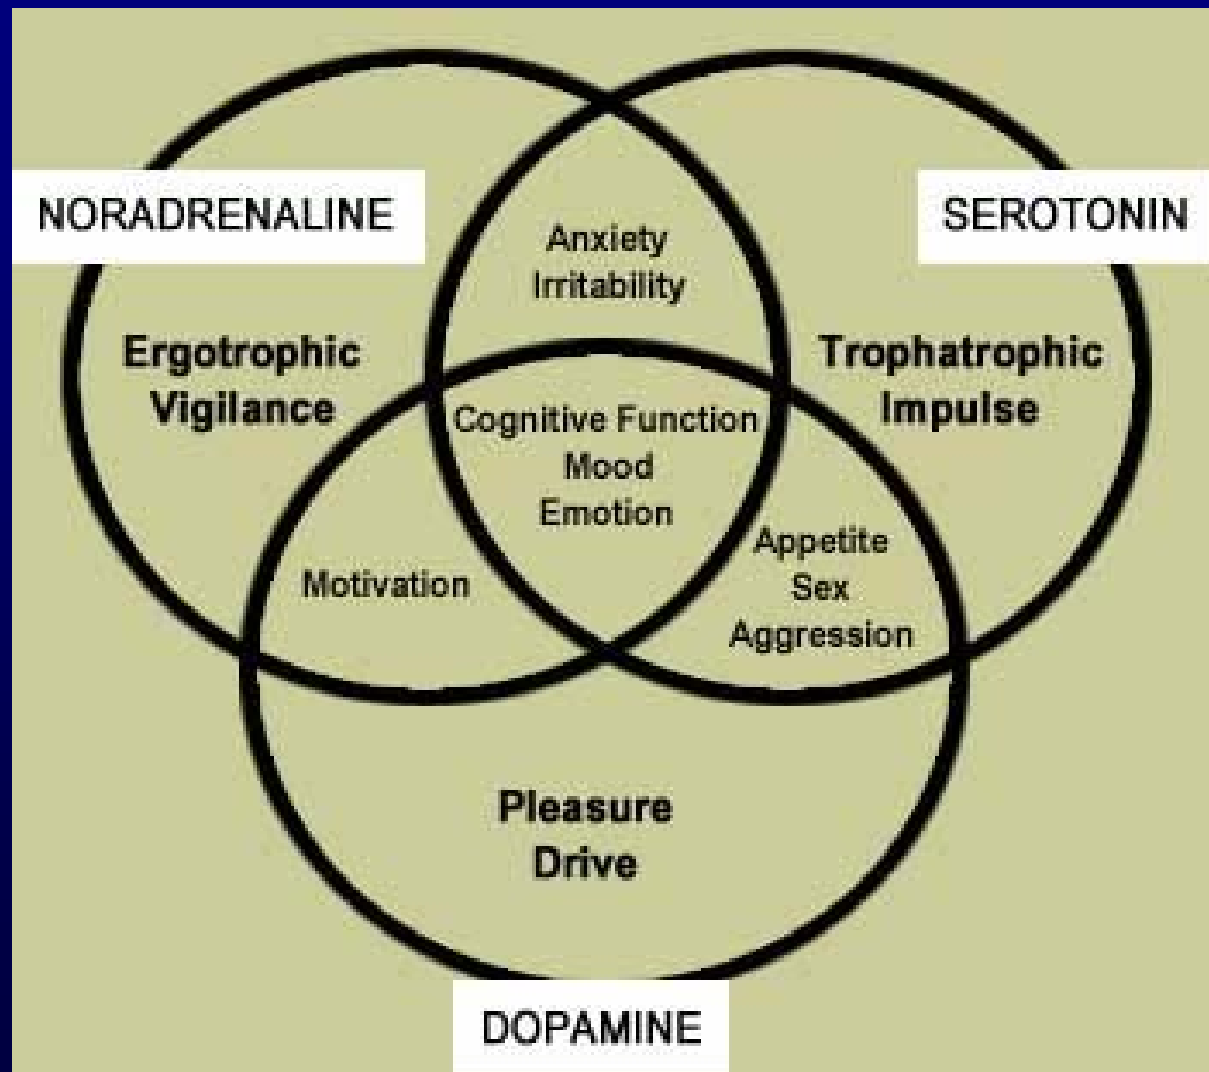 NORADRENALINE
SEROTONIN
Anxiety
Irritability
Ergotrophic
Vigilance
Trophatrophic
Impulse
Cognitive Function
Mood
Emotion
Motivation
Appetite
Sex
Aggression
Pleasure
Drive
DOPAMINE